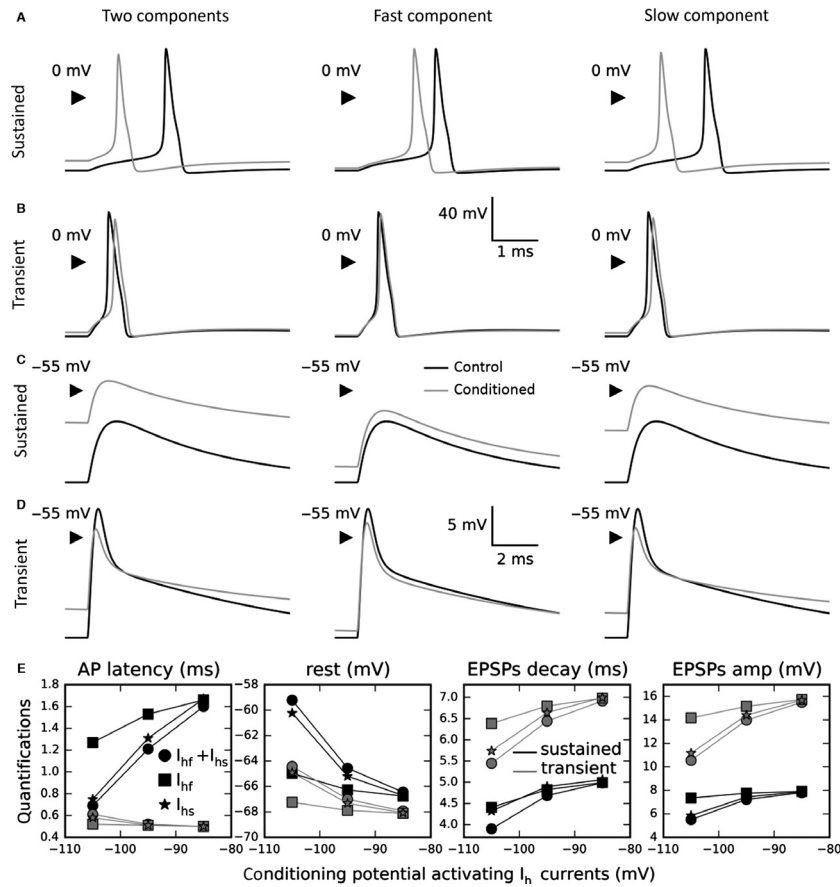 A Two components Fast component Slow component
Sustained
0 mV 0 mV 0 mV
B
Transient
0 mV 0 mV 0 mV
40 mV
1 ms
C
Sustained
−55 mV −55 mV −55 mV
Control
Conditioned
D
Transient
−55 mV −55 mV −55 mV
5 mV
2 ms
E AP latency (ms) rest (mV) EPSPs decay (ms) EPSPs amp (mV)
Quantifications
1.8
1.6
1.4
1.2
1.0
0.8
0.6
0.4
Ihf + Ihs
Ihf
Ihs
−58
−60
−62
−64
−66
−68
−70
7.0
6.5
6.0
5.5
5.0
4.5
4.0
sustained
transient
16
14
12
10
8
6
4
−110 −100 −90 −80 −110 −100 −90 −80 −110 −100 −90 −80 −110 −100 −90 −80
Conditioning potential activating Ih currents (mV)